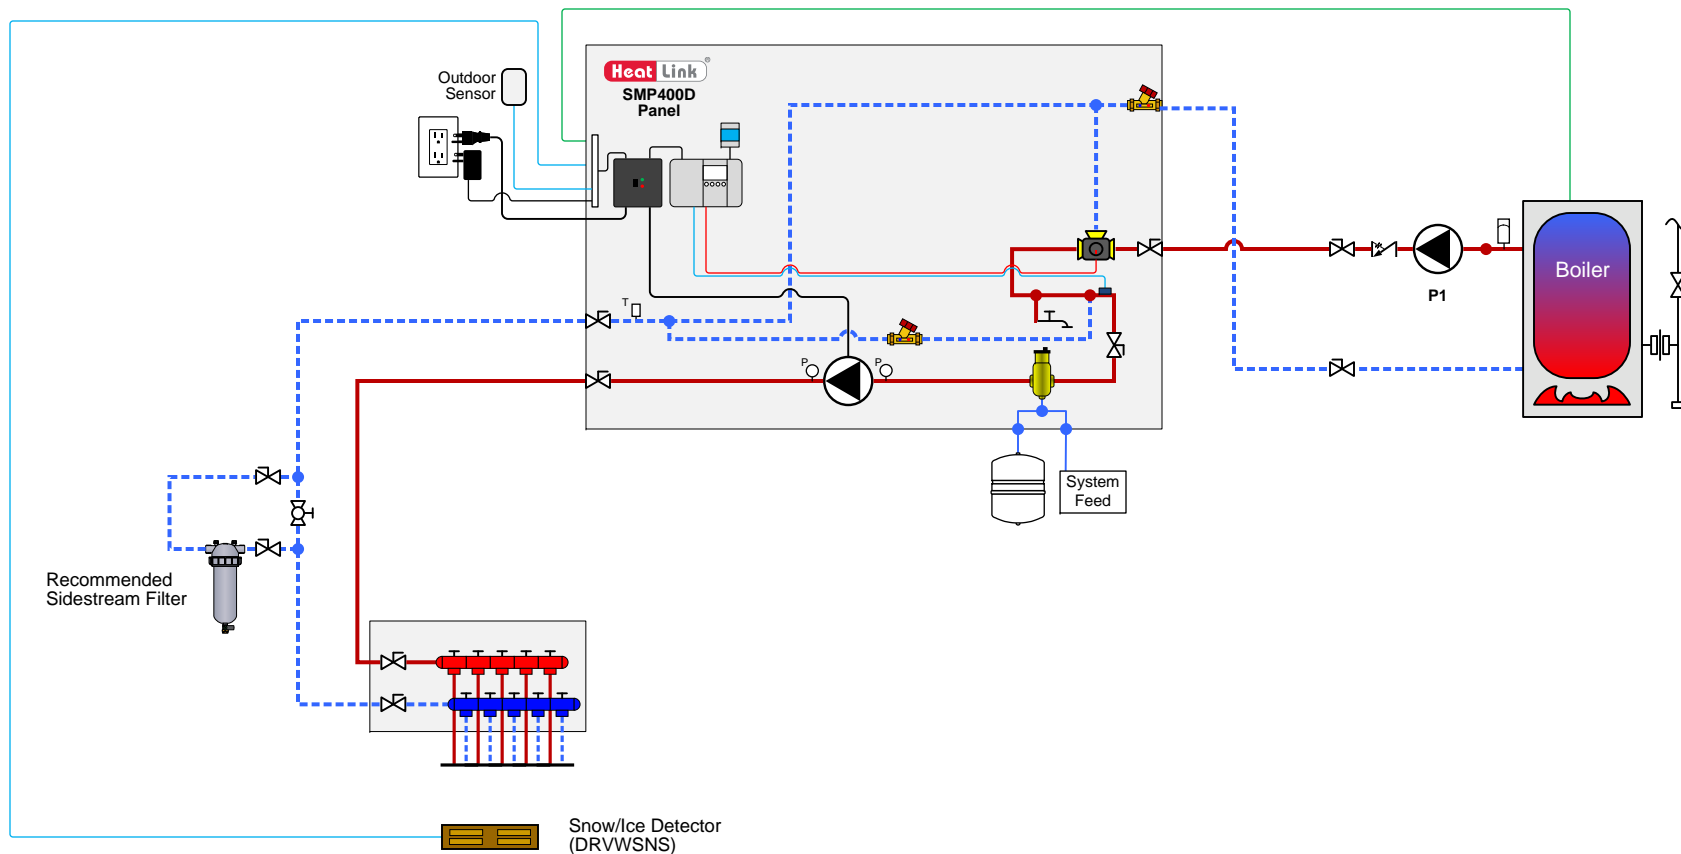 Outdoor
Sensor
Heat Link®
SMP400D
Panel
Boiler
P1
T
P
P
System
Feed
Recommended
Sidestream Filter
Snow/Ice Detector
(DRVWSNS)